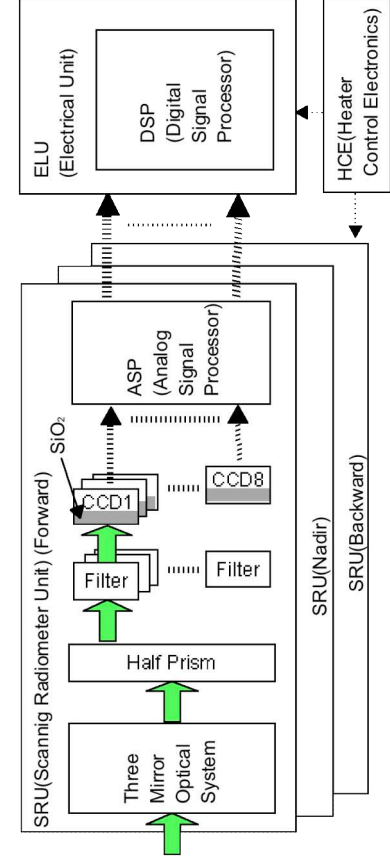 SRU(Scannig Radiometer Unit) (Forward)
Three
Mirror
Optical
System
Half Prism
Filter
Filter
SiO₂
CCD1
CCD8
ASP
(Analog
Signal
Processor)
SRU(Nadir)
SRU(Backward)
ELU
(Electrical Unit)
DSP
(Digital
Signal
Processor)
HCE(Heater
Control Electronics)